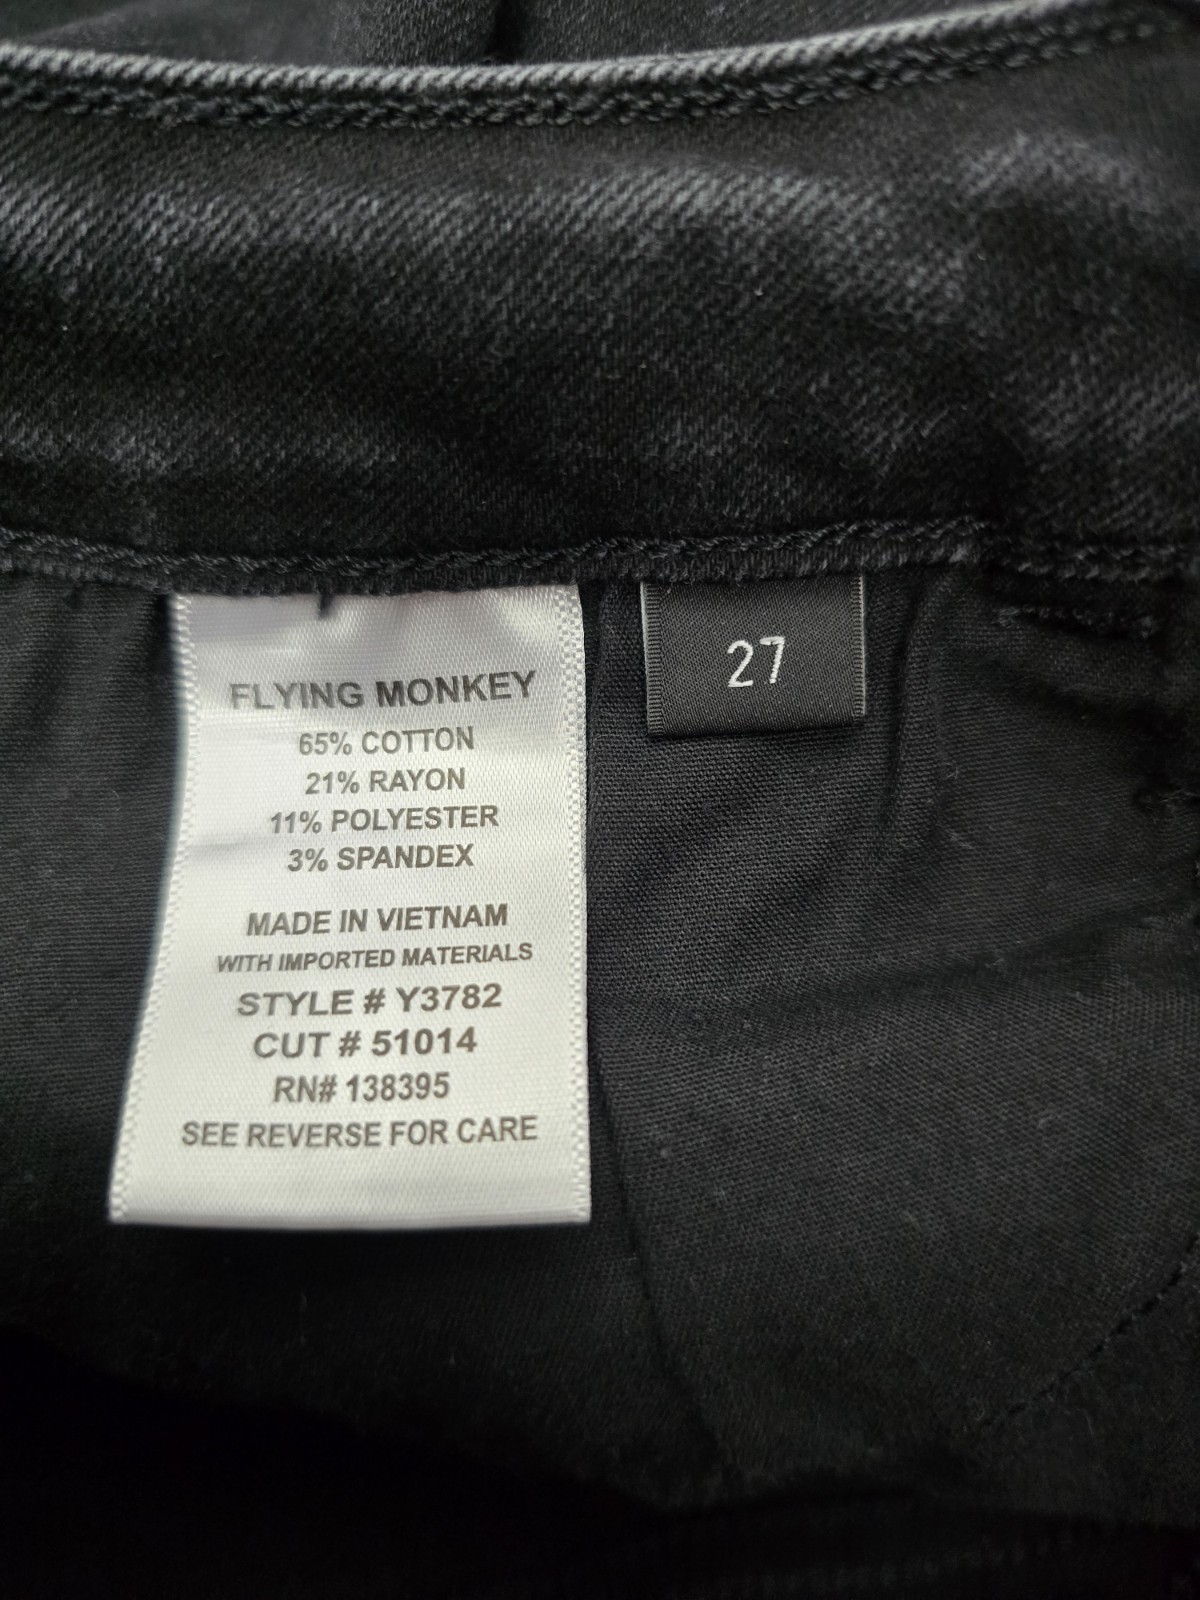 FLYING MONKEY
65% COTTON
21% RAYON
11% POLYESTER
3% SPANDEX
MADE IN VIETNAM
WITH IMPORTED MATERIALS
STYLE # Y3782
CUT # 51014
RN# 138395
SEE REVERSE FOR CARE
27